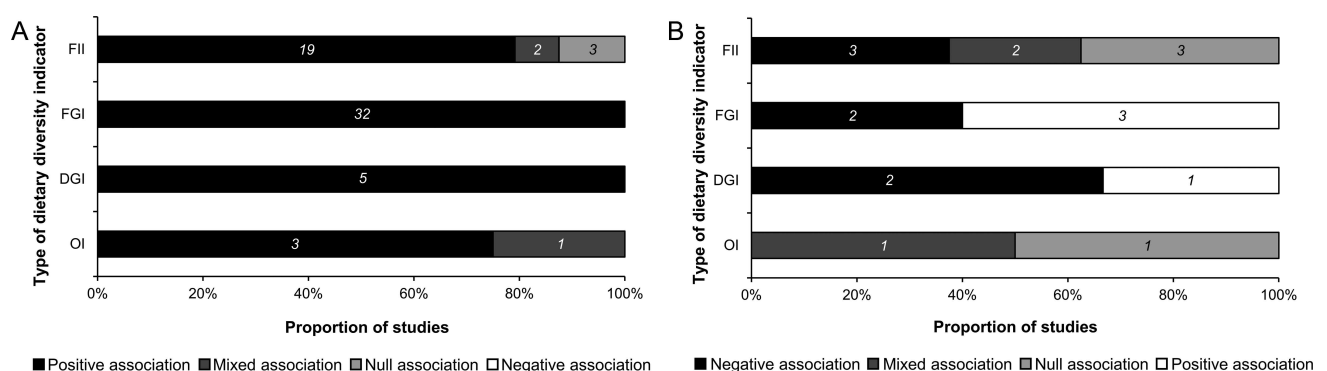 A
Type of dietary diversity indicator
FII
19
2
3
FGI
32
DGI
5
OI
3
1
0%
20%
40%
60%
80%
100%
Proportion of studies
Positive association
Mixed association
Null association
Negative association
B
Type of dietary diversity indicator
FII
3
2
3
FGI
2
3
DGI
2
1
OI
1
1
0%
20%
40%
60%
80%
100%
Proportion of studies
Negative association
Mixed association
Null association
Positive association